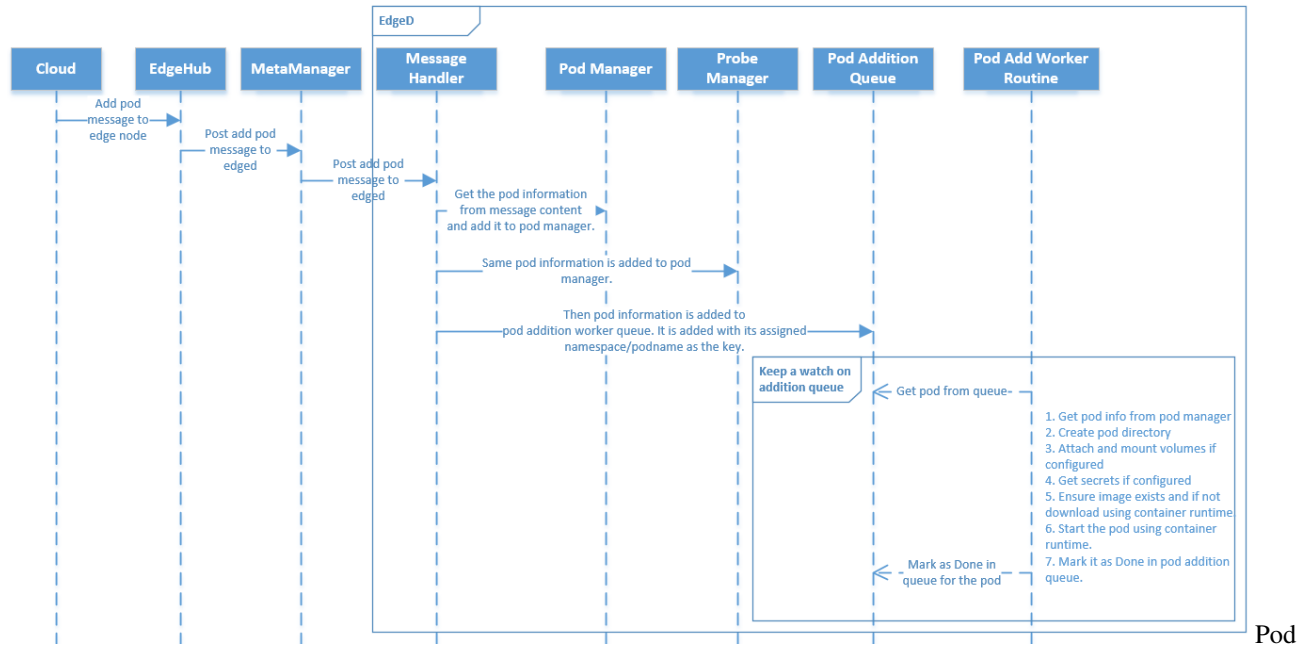 EdgeD
Cloud
EdgeHub
MetaManager
Message
Handler
Pod Manager
Probe
Manager
Pod Addition
Queue
Pod Add Worker
Routine
Add pod
message to
edge node
Post add pod
message to
edged
Post add pod
message to
edged
Get the pod information
from message content
and add it to pod manager.
Same pod information is added to pod
manager.
Then pod information is added to
pod addition worker queue. It is added with its assigned
namespace/podname as the key.
Keep a watch on
addition queue
Get pod from queue
1. Get pod info from pod manager
2. Create pod directory
3. Attach and mount volumes if
configured
4. Get secrets if configured
5. Ensure image exists and if not
download using container runtime.
6. Start the pod using container
runtime.
7. Mark it as Done in pod addition
queue.
Mark as Done in
queue for the pod
Pod